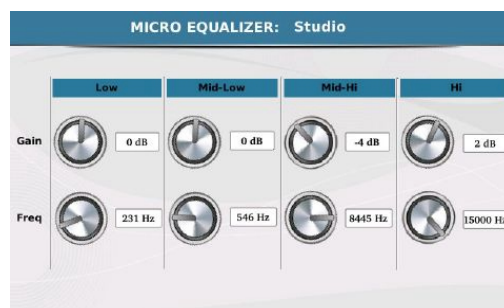 MICRO EQUALIZER: Studio
Low Mid-Low Mid-Hi Hi
Gain 0 dB 0 dB -4 dB 2 dB
Freq 231 Hz 546 Hz 8445 Hz 15000 Hz